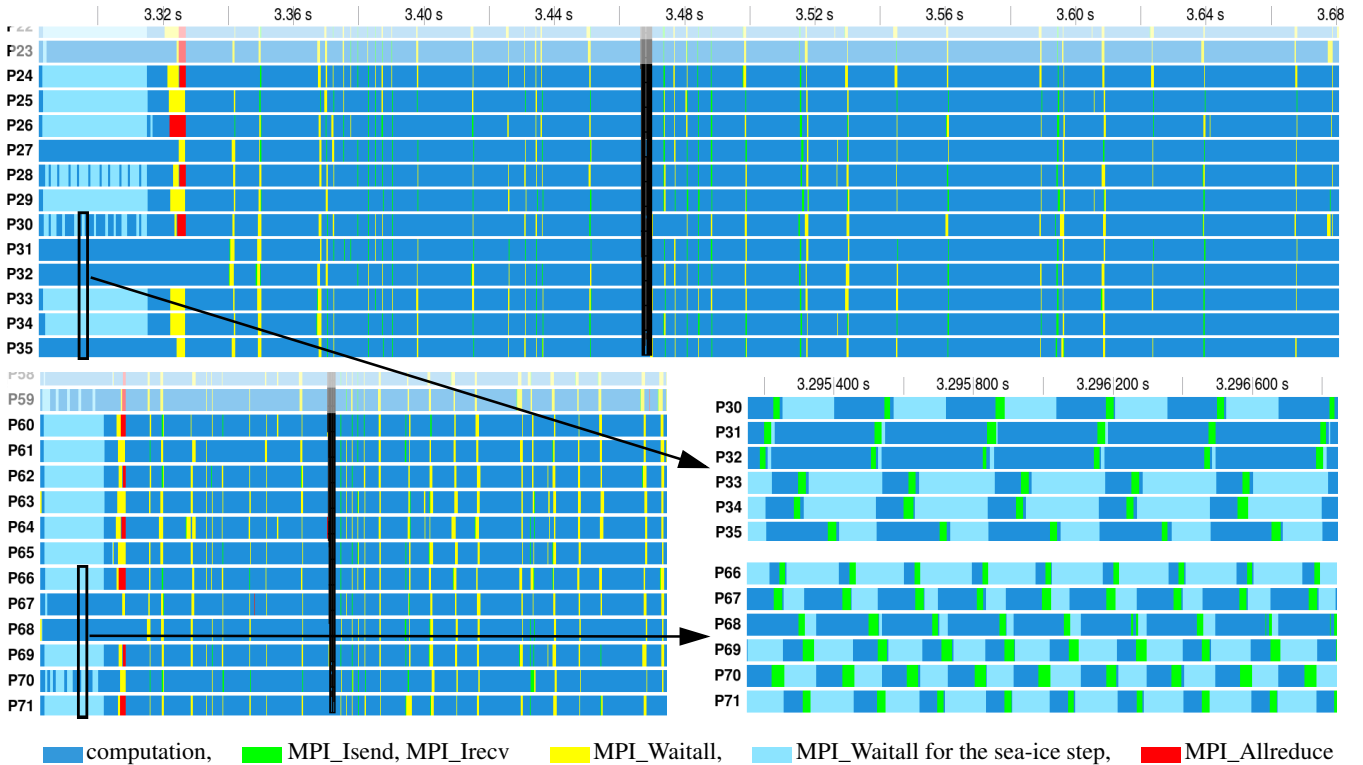 3.32 s 3.36 s 3.40 s 3.44 s 3.48 s 3.52 s 3.56 s 3.60 s 3.64 s 3.68
P22
P23
P24
P25
P26
P27
P28
P29
P30
P31
P32
P33
P34
P35
P58
P59
P60
P61
P62
P63
P64
P65
P66
P67
P68
P69
P70
P71
3.295 400 s 3.295 800 s 3.296 200 s 3.296 600 s
P30
P31
P32
P33
P34
P35
P66
P67
P68
P69
P70
P71
computation, MPI_Isend, MPI_Irecv MPI_Waitall, MPI_Waitall for the sea-ice step, MPI_Allreduce